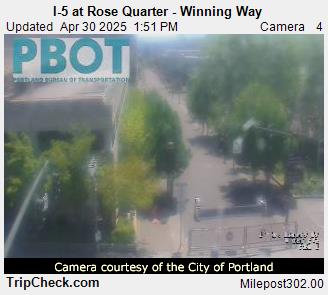 I-5 at Rose Quarter - Winning Way
Updated Apr 30 2025 1:51 PM Camera 4
PBOT
PORTLAND BUREAU OF TRANSPORTATION
Camera courtesy of the City of Portland
TripCheck.com Milepost302.00